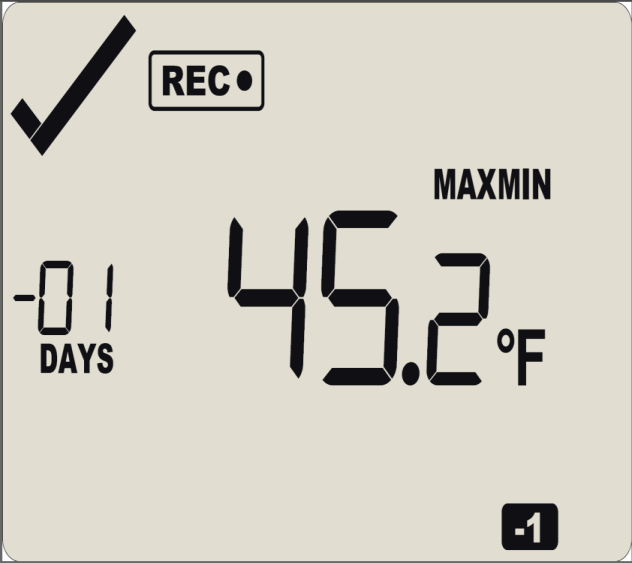 REC
MAXMIN
-01
45.2 °F
DAYS
-1